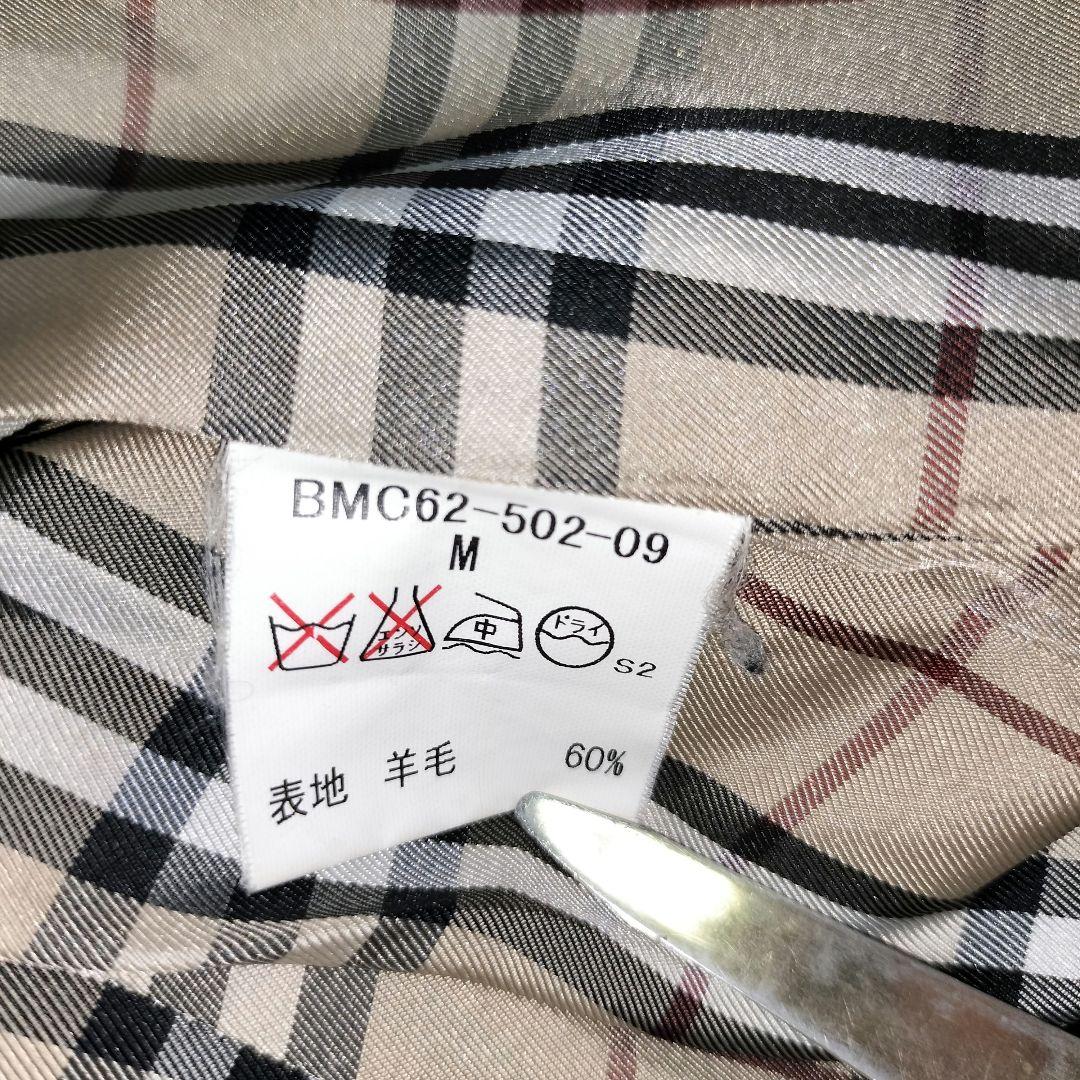 BMC62-502-09
M
エンソ
サラシ
中
ドライ
S2
表地 羊毛 60%